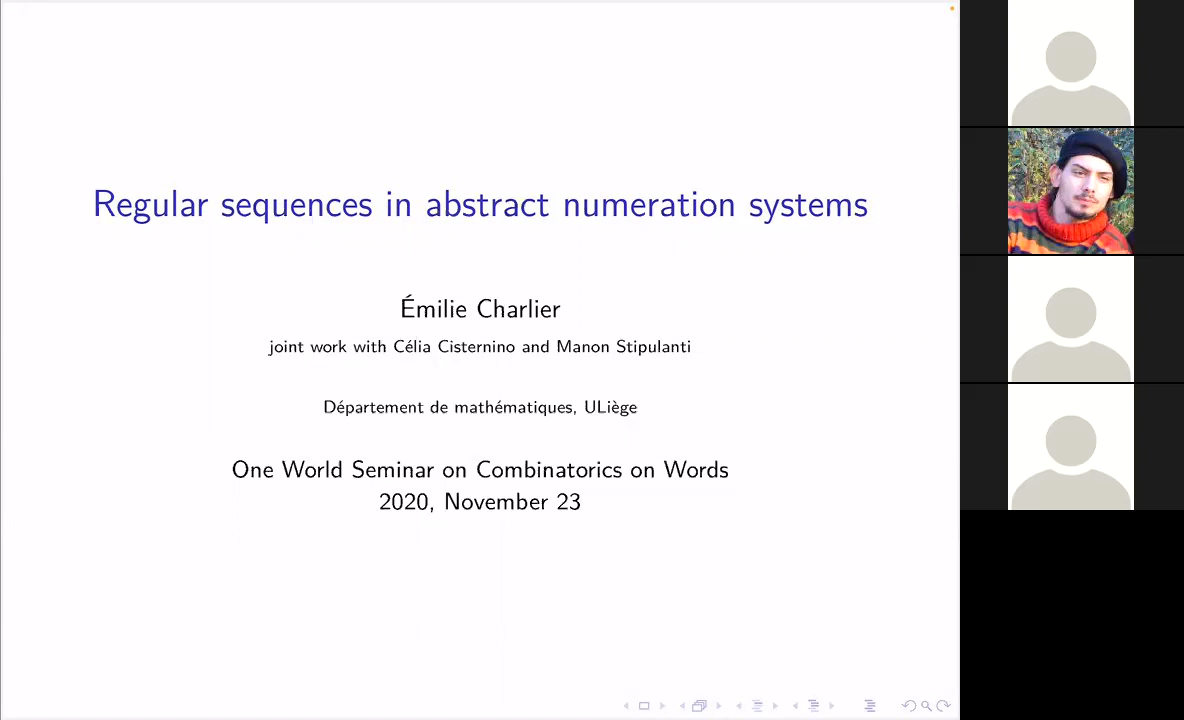 Regular sequences in abstract numeration systems
Émilie Charlier
joint work with Célia Cisternino and Manon Stipulanti
Département de mathématiques, ULiège
One World Seminar on Combinatorics on Words
2020, November 23